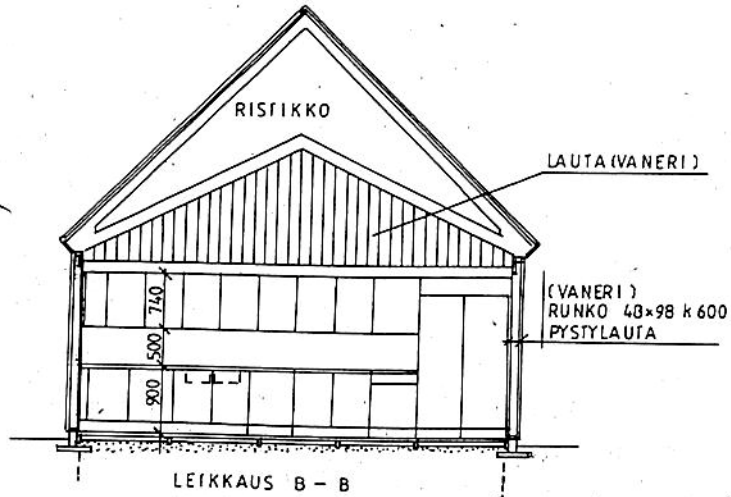 RISTIKKO
LAUTA (VANERI)
(VANERI)
RUNKO 48×98 k 600
PYSTYLAUTA
740
500
900
LEIKKAUS B - B